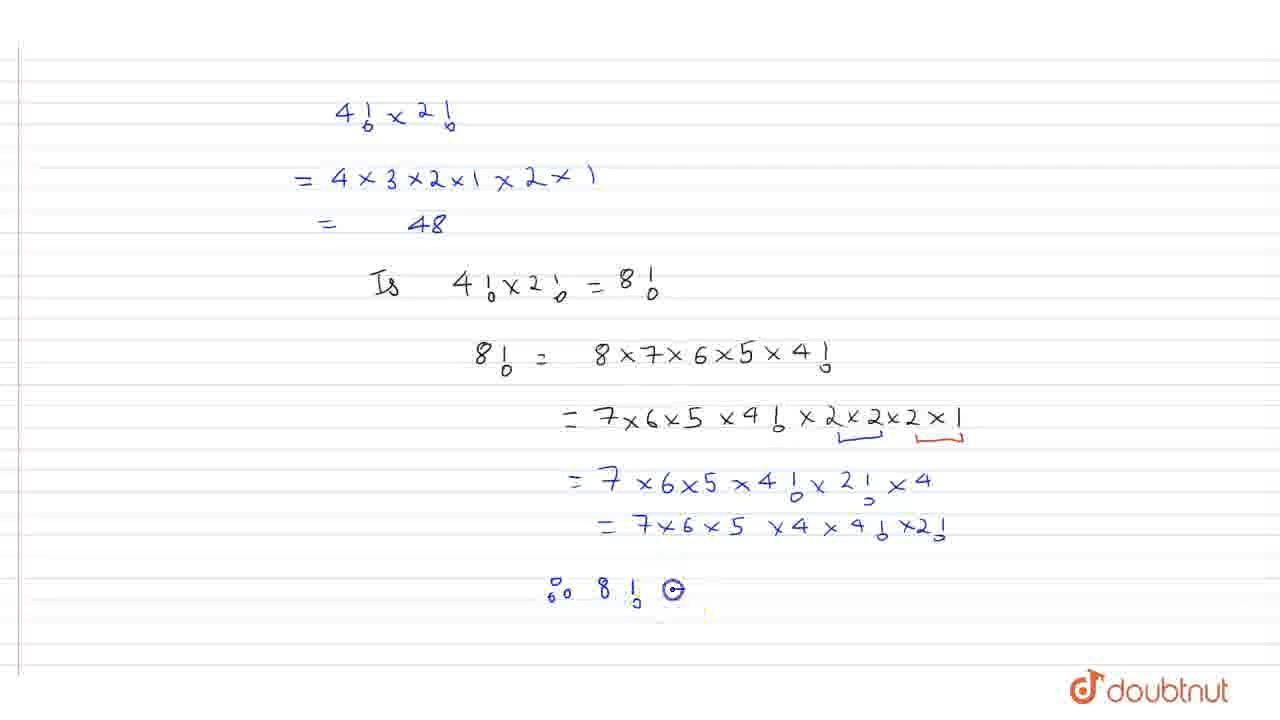 4! × 2!
= 4 × 3 × 2 × 1 × 2 × 1
= 48
Is 4! × 2! = 8!
8! = 8 × 7 × 6 × 5 × 4!
= 7 × 6 × 5 × 4! × 2 × 2 × 2 × 1
= 7 × 6 × 5 × 4! × 2! × 4
= 7 × 6 × 5 × 4 × 4! × 2!
∴ 8!
doubtnut